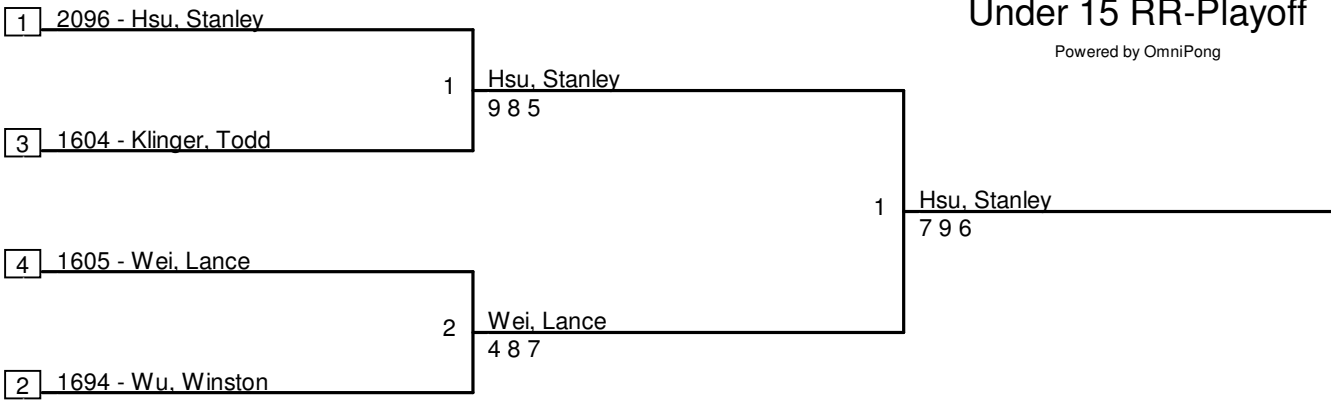 Under 15 RR-Playoff
Powered by OmniPong
1 2096 - Hsu, Stanley
1 Hsu, Stanley
9 8 5
3 1604 - Klinger, Todd
1 Hsu, Stanley
7 9 6
4 1605 - Wei, Lance
2 Wei, Lance
4 8 7
2 1694 - Wu, Winston